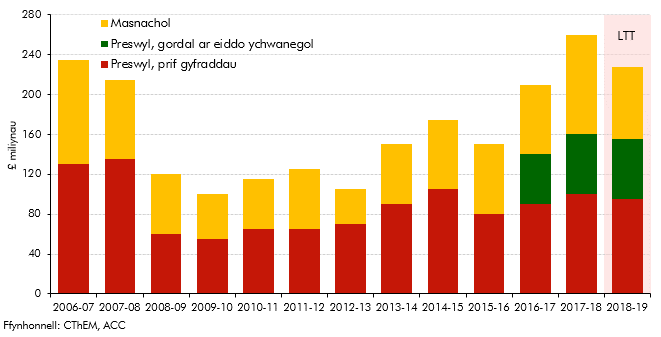 280
240
200
160
120
80
40
0
£ miliynau
Masnachol
Preswyl, gordal ar eiddo ychwanegol
Preswyl, prif gyfraddau
LTT
2006-07 2007-08 2008-09 2009-10 2010-11 2011-12 2012-13 2013-14 2014-15 2015-16 2016-17 2017-18 2018-19
Ffynhonnell: CThEM, ACC